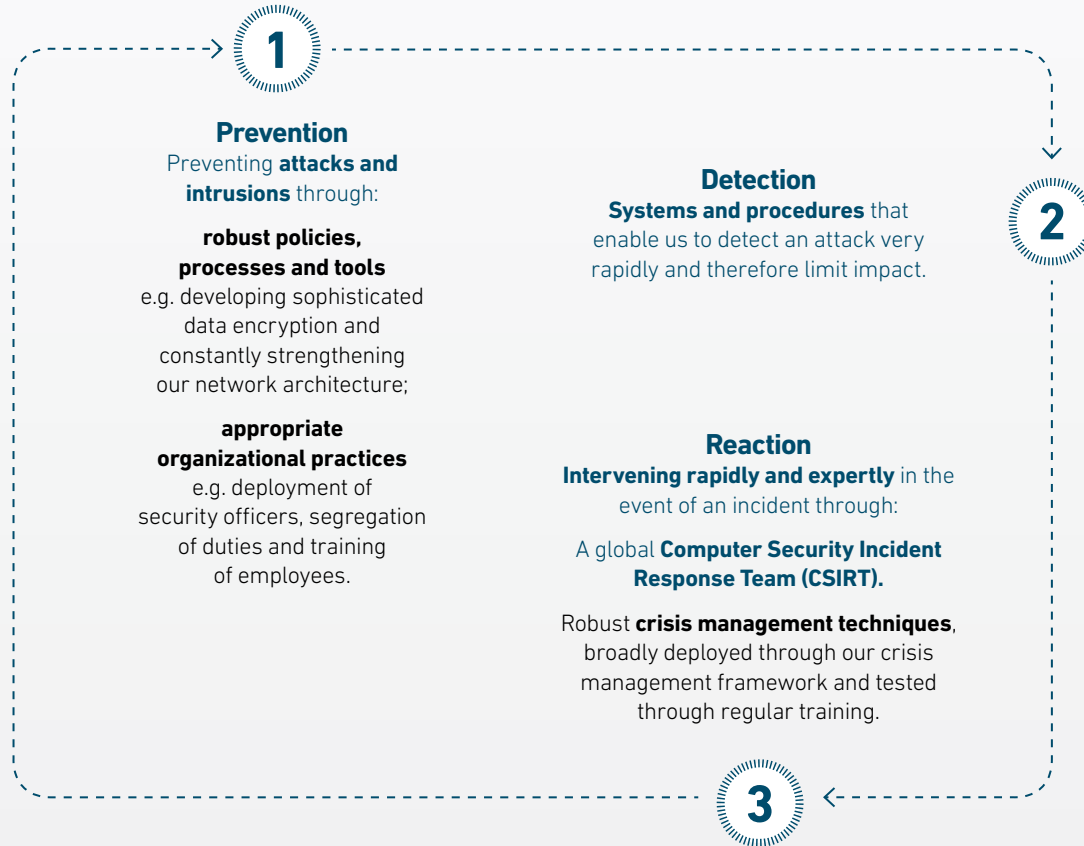 1
Prevention
Preventing attacks and
intrusions through:
robust policies,
processes and tools
e.g. developing sophisticated
data encryption and
constantly strengthening
our network architecture;
appropriate
organizational practices
e.g. deployment of
security officers, segregation
of duties and training
of employees.
2
Detection
Systems and procedures that
enable us to detect an attack very
rapidly and therefore limit impact.
Reaction
Intervening rapidly and expertly in the
event of an incident through:
A global Computer Security Incident
Response Team (CSIRT).
Robust crisis management techniques,
broadly deployed through our crisis
management framework and tested
through regular training.
3